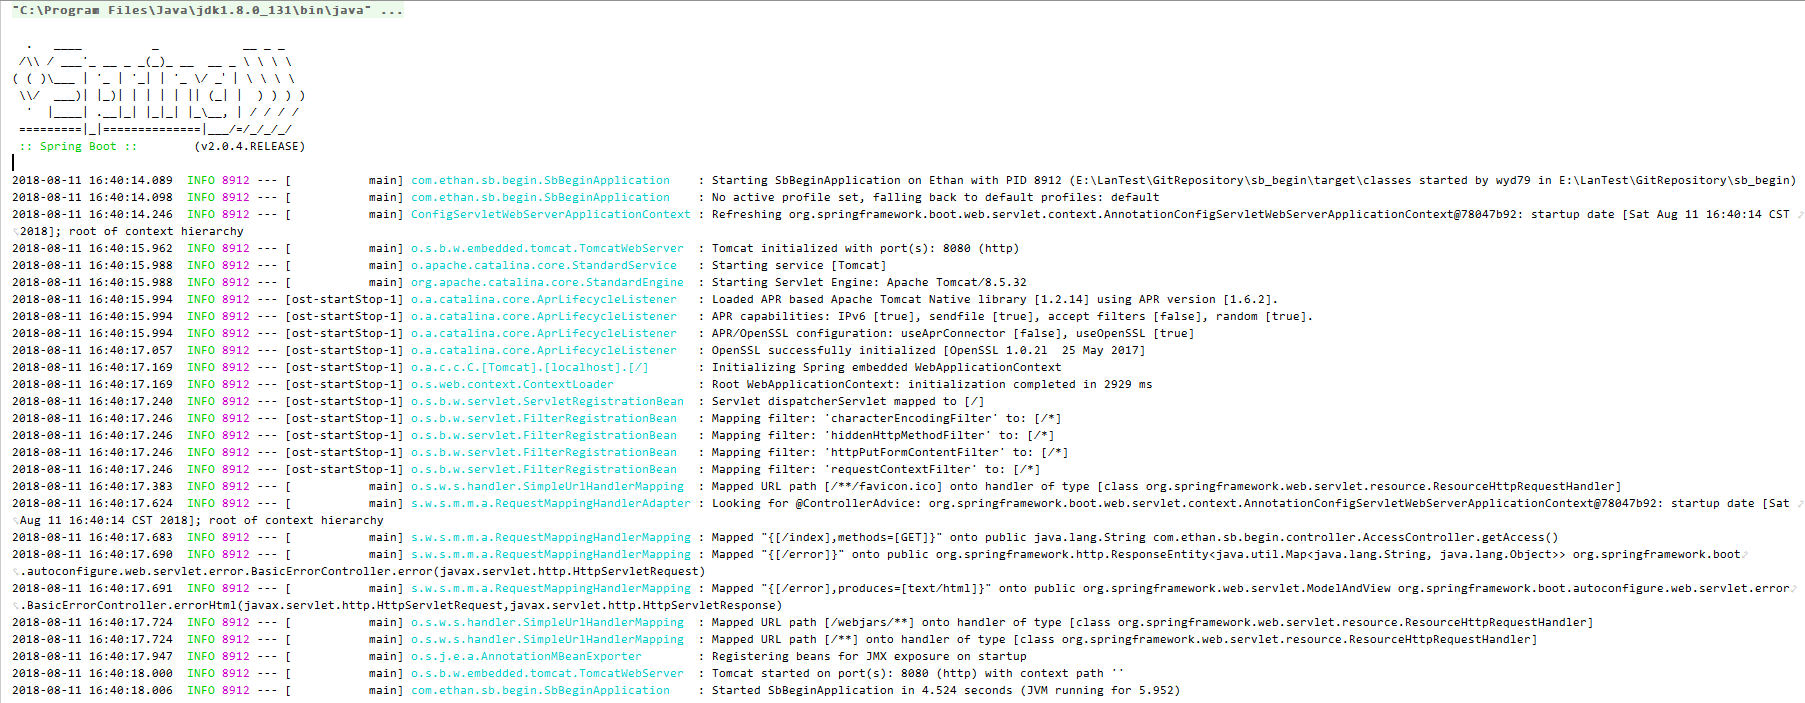 "C:\Program Files\Java\jdk1.8.0_131\bin\java" ...
  .   ____          _            __ _ _
 /\\ / ___'_ __ _ _(_)_ __  __ _ \ \ \ \
( ( )\___ | '_ | '_| | '_ \/ _` | \ \ \ \
 \\/  ___)| |_)| | | | | || (_| |  ) ) ) )
  '  |____| .__|_| |_|_| |_\__, | / / / /
 =========|_|==============|___/=/_/_/_/
 :: Spring Boot ::        (v2.0.4.RELEASE)
2018-08-11 16:40:14.089  INFO 8912 --- [           main] com.ethan.sb.begin.SbBeginApplication    : Starting SbBeginApplication on Ethan with PID 8912 (E:\LanTest\GitRepository\sb_begin\target\classes started by wyd79 in E:\LanTest\GitRepository\sb_begin)
2018-08-11 16:40:14.098  INFO 8912 --- [           main] com.ethan.sb.begin.SbBeginApplication    : No active profile set, falling back to default profiles: default
2018-08-11 16:40:14.246  INFO 8912 --- [           main] ConfigServletWebServerApplicationContext : Refreshing org.springframework.boot.web.servlet.context.AnnotationConfigServletWebServerApplicationContext@78047b92: startup date [Sat Aug 11 16:40:14 CST
2018]; root of context hierarchy
2018-08-11 16:40:15.962  INFO 8912 --- [           main] o.s.b.w.embedded.tomcat.TomcatWebServer  : Tomcat initialized with port(s): 8080 (http)
2018-08-11 16:40:15.988  INFO 8912 --- [           main] o.apache.catalina.core.StandardService   : Starting service [Tomcat]
2018-08-11 16:40:15.988  INFO 8912 --- [           main] org.apache.catalina.core.StandardEngine  : Starting Servlet Engine: Apache Tomcat/8.5.32
2018-08-11 16:40:15.994  INFO 8912 --- [ost-startStop-1] o.a.catalina.core.AprLifecycleListener   : Loaded APR based Apache Tomcat Native library [1.2.14] using APR version [1.6.2].
2018-08-11 16:40:15.994  INFO 8912 --- [ost-startStop-1] o.a.catalina.core.AprLifecycleListener   : APR capabilities: IPv6 [true], sendfile [true], accept filters [false], random [true].
2018-08-11 16:40:15.994  INFO 8912 --- [ost-startStop-1] o.a.catalina.core.AprLifecycleListener   : APR/OpenSSL configuration: useAprConnector [false], useOpenSSL [true]
2018-08-11 16:40:17.057  INFO 8912 --- [ost-startStop-1] o.a.catalina.core.AprLifecycleListener   : OpenSSL successfully initialized [OpenSSL 1.0.2l  25 May 2017]
2018-08-11 16:40:17.169  INFO 8912 --- [ost-startStop-1] o.a.c.c.C.[Tomcat].[localhost].[/]       : Initializing Spring embedded WebApplicationContext
2018-08-11 16:40:17.169  INFO 8912 --- [ost-startStop-1] o.s.web.context.ContextLoader            : Root WebApplicationContext: initialization completed in 2929 ms
2018-08-11 16:40:17.240  INFO 8912 --- [ost-startStop-1] o.s.b.w.servlet.ServletRegistrationBean  : Servlet dispatcherServlet mapped to [/]
2018-08-11 16:40:17.246  INFO 8912 --- [ost-startStop-1] o.s.b.w.servlet.FilterRegistrationBean   : Mapping filter: 'characterEncodingFilter' to: [/*]
2018-08-11 16:40:17.246  INFO 8912 --- [ost-startStop-1] o.s.b.w.servlet.FilterRegistrationBean   : Mapping filter: 'hiddenHttpMethodFilter' to: [/*]
2018-08-11 16:40:17.246  INFO 8912 --- [ost-startStop-1] o.s.b.w.servlet.FilterRegistrationBean   : Mapping filter: 'httpPutFormContentFilter' to: [/*]
2018-08-11 16:40:17.246  INFO 8912 --- [ost-startStop-1] o.s.b.w.servlet.FilterRegistrationBean   : Mapping filter: 'requestContextFilter' to: [/*]
2018-08-11 16:40:17.383  INFO 8912 --- [           main] o.s.w.s.handler.SimpleUrlHandlerMapping  : Mapped URL path [/**/favicon.ico] onto handler of type [class org.springframework.web.servlet.resource.ResourceHttpRequestHandler]
2018-08-11 16:40:17.624  INFO 8912 --- [           main] s.w.s.m.m.a.RequestMappingHandlerAdapter : Looking for @ControllerAdvice: org.springframework.boot.web.servlet.context.AnnotationConfigServletWebServerApplicationContext@78047b92: startup date [Sat
Aug 11 16:40:14 CST 2018]; root of context hierarchy
2018-08-11 16:40:17.683  INFO 8912 --- [           main] s.w.s.m.m.a.RequestMappingHandlerMapping : Mapped "{[/index],methods=[GET]}" onto public java.lang.String com.ethan.sb.begin.controller.AccessController.getAccess()
2018-08-11 16:40:17.690  INFO 8912 --- [           main] s.w.s.m.m.a.RequestMappingHandlerMapping : Mapped "{[/error]}" onto public org.springframework.http.ResponseEntity<java.util.Map<java.lang.String, java.lang.Object>> org.springframework.boot
.autoconfigure.web.servlet.error.BasicErrorController.error(javax.servlet.http.HttpServletRequest)
2018-08-11 16:40:17.691  INFO 8912 --- [           main] s.w.s.m.m.a.RequestMappingHandlerMapping : Mapped "{[/error],produces=[text/html]}" onto public org.springframework.web.servlet.ModelAndView org.springframework.boot.autoconfigure.web.servlet.error
.BasicErrorController.errorHtml(javax.servlet.http.HttpServletRequest,javax.servlet.http.HttpServletResponse)
2018-08-11 16:40:17.724  INFO 8912 --- [           main] o.s.w.s.handler.SimpleUrlHandlerMapping  : Mapped URL path [/webjars/**] onto handler of type [class org.springframework.web.servlet.resource.ResourceHttpRequestHandler]
2018-08-11 16:40:17.724  INFO 8912 --- [           main] o.s.w.s.handler.SimpleUrlHandlerMapping  : Mapped URL path [/**] onto handler of type [class org.springframework.web.servlet.resource.ResourceHttpRequestHandler]
2018-08-11 16:40:17.947  INFO 8912 --- [           main] o.s.j.e.a.AnnotationMBeanExporter        : Registering beans for JMX exposure on startup
2018-08-11 16:40:18.000  INFO 8912 --- [           main] o.s.b.w.embedded.tomcat.TomcatWebServer  : Tomcat started on port(s): 8080 (http) with context path ''
2018-08-11 16:40:18.006  INFO 8912 --- [           main] com.ethan.sb.begin.SbBeginApplication    : Started SbBeginApplication in 4.524 seconds (JVM running for 5.952)